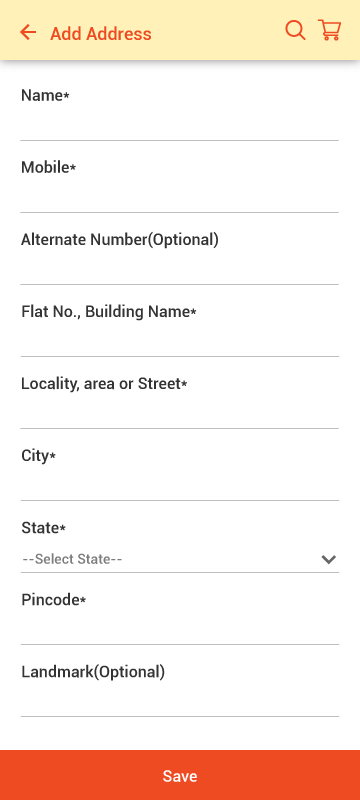 Add Address
Name*
Mobile*
Alternate Number(Optional)
Flat No., Building Name*
Locality, area or Street*
City*
State*
--Select State--
Pincode*
Landmark(Optional)
Save